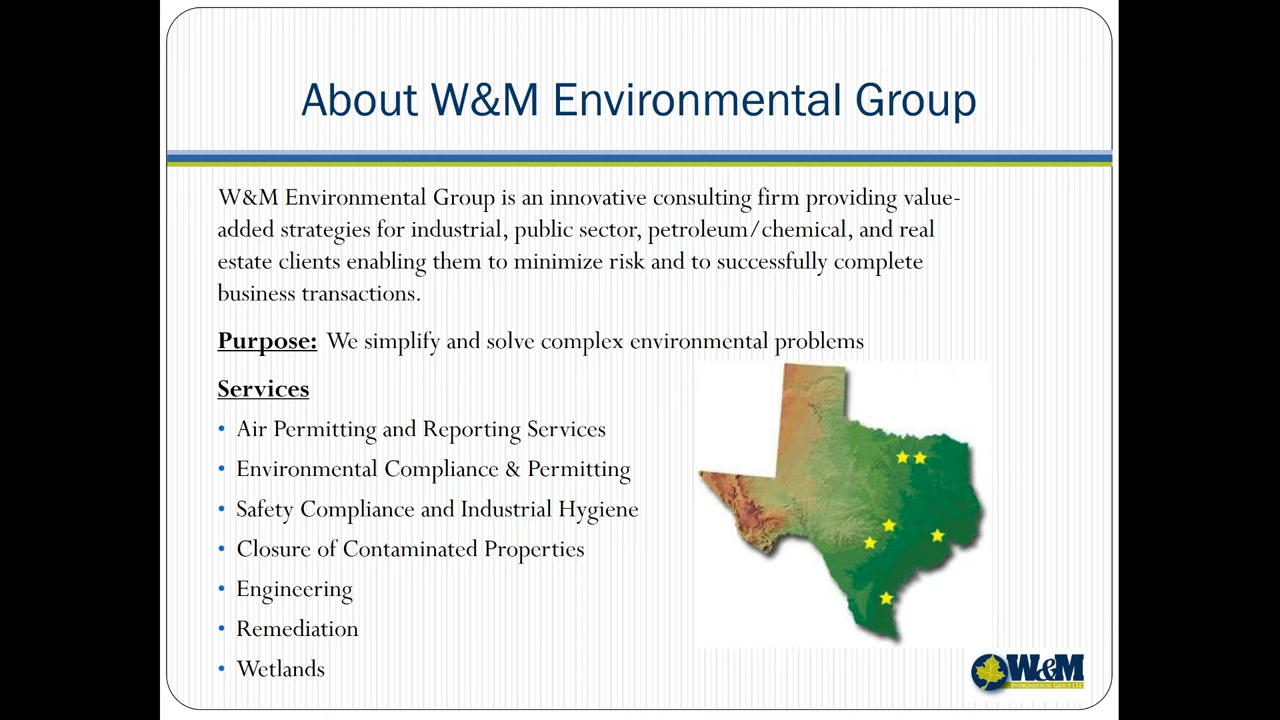 About W&M Environmental Group
W&M Environmental Group is an innovative consulting firm providing value-
added strategies for industrial, public sector, petroleum/chemical, and real
estate clients enabling them to minimize risk and to successfully complete
business transactions.
Purpose: We simplify and solve complex environmental problems
Services
• Air Permitting and Reporting Services
• Environmental Compliance & Permitting
• Safety Compliance and Industrial Hygiene
• Closure of Contaminated Properties
• Engineering
• Remediation
• Wetlands
W&M
Environmental Group LLC